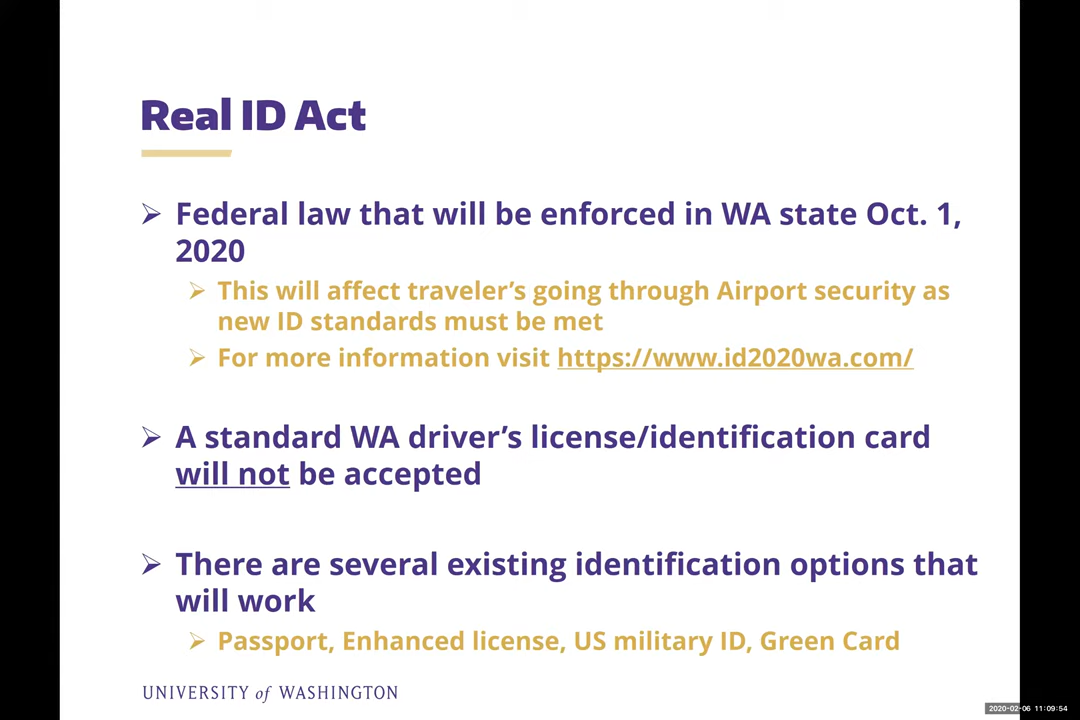 Real ID Act
➢ Federal law that will be enforced in WA state Oct. 1,
2020
➢ This will affect traveler’s going through Airport security as
new ID standards must be met
➢ For more information visit https://www.id2020wa.com/
➢ A standard WA driver’s license/identification card
will not be accepted
➢ There are several existing identification options that
will work
➢ Passport, Enhanced license, US military ID, Green Card
UNIVERSITY of WASHINGTON
2020-02-06 11:09:54